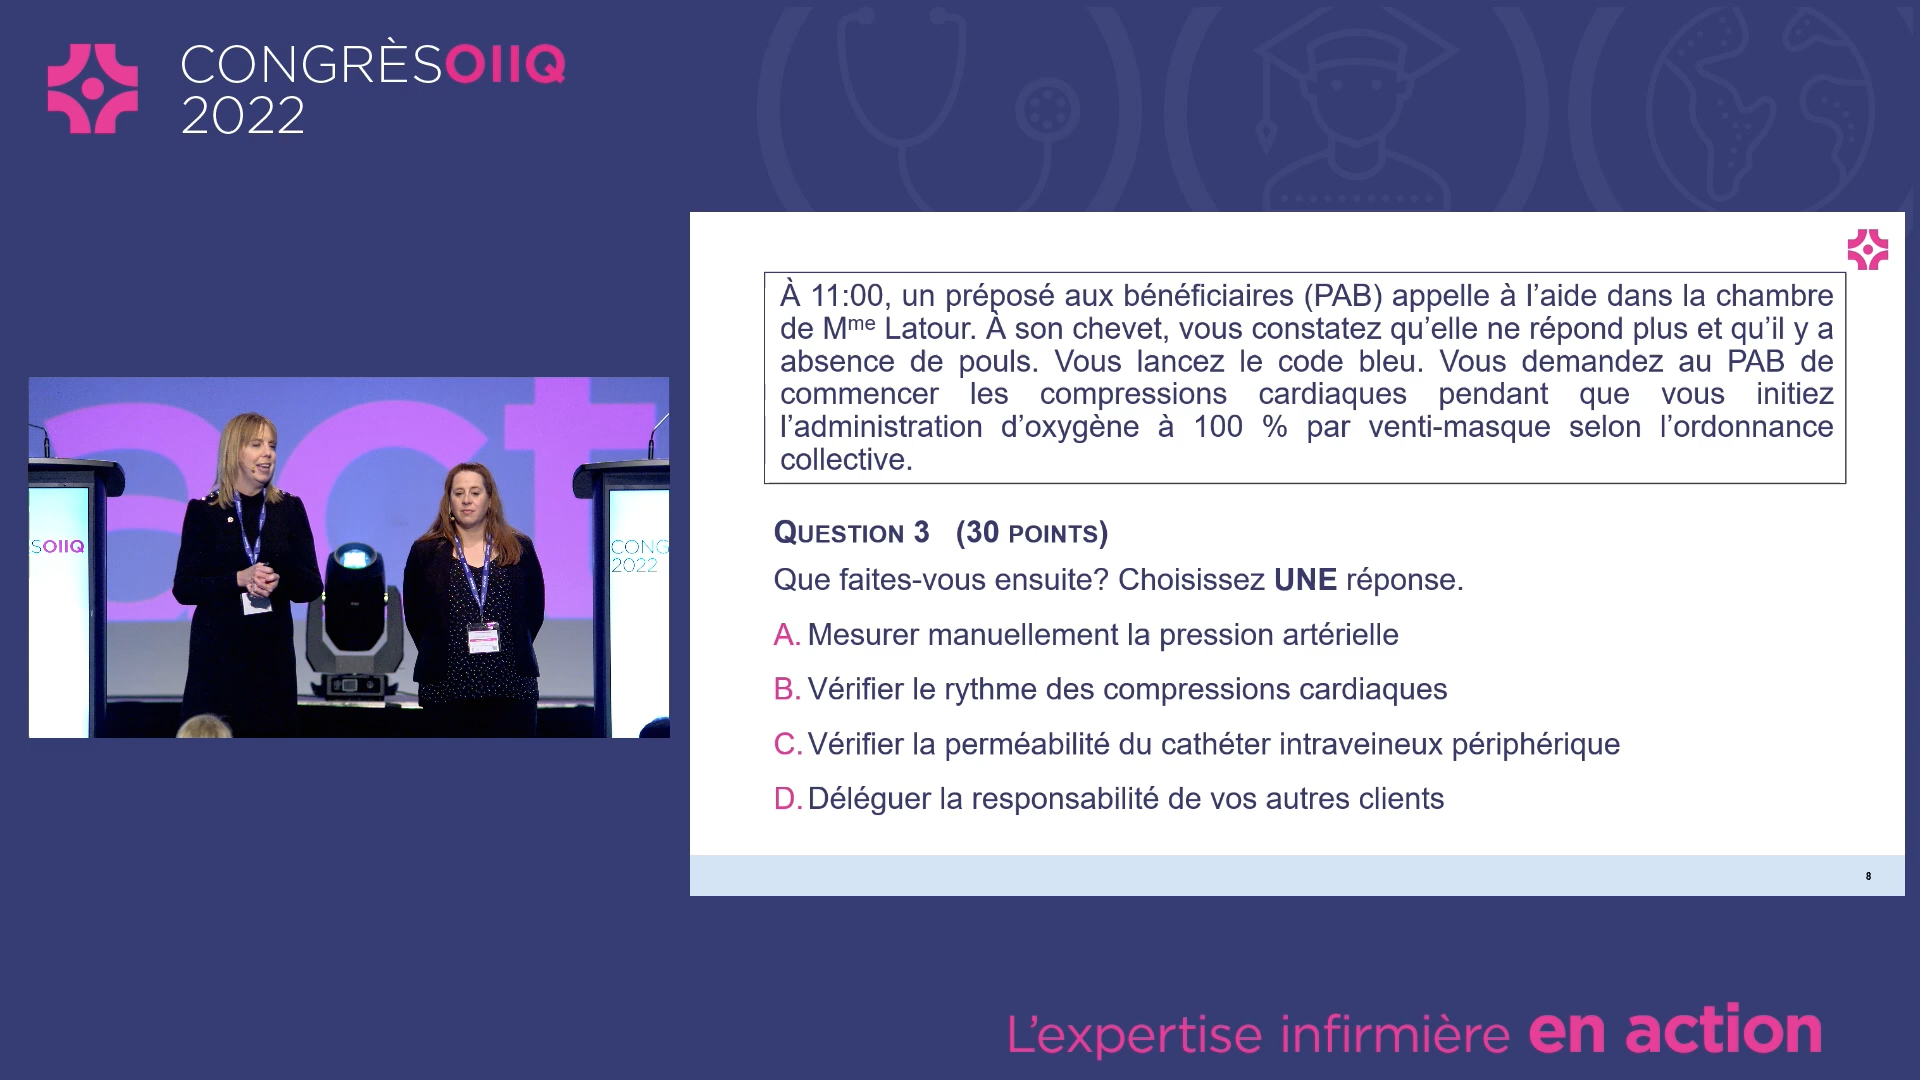 CONGRÈSOIIQ
2022
À 11:00, un préposé aux bénéficiaires (PAB) appelle à l’aide dans la chambre
de Mme Latour. À son chevet, vous constatez qu’elle ne répond plus et qu’il y a
absence de pouls. Vous lancez le code bleu. Vous demandez au PAB de
commencer les compressions cardiaques pendant que vous initiez
l’administration d’oxygène à 100 % par venti-masque selon l’ordonnance
collective.
QUESTION 3 (30 POINTS)
Que faites-vous ensuite? Choisissez UNE réponse.
A. Mesurer manuellement la pression artérielle
B. Vérifier le rythme des compressions cardiaques
C. Vérifier la perméabilité du cathéter intraveineux périphérique
D. Déléguer la responsabilité de vos autres clients
8
act
SOIIQ
CONG
2022
L’expertise infirmière en action